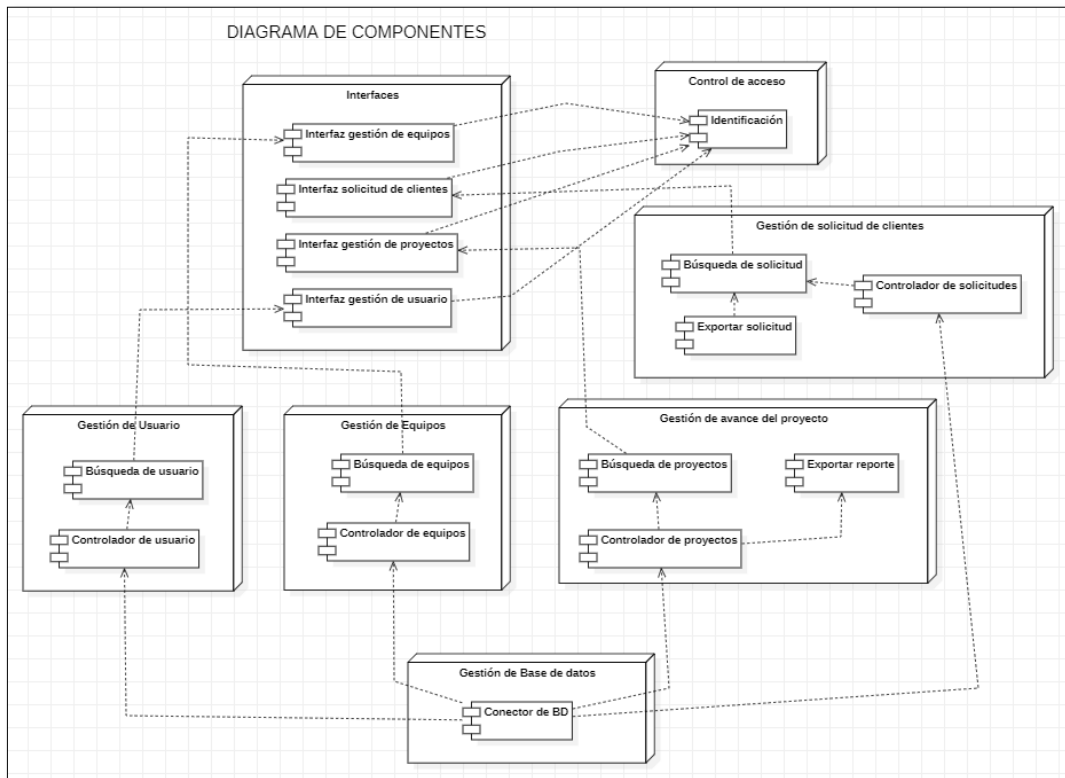 DIAGRAMA DE COMPONENTES
Interfaces
Interfaz gestión de equipos
Interfaz solicitud de clientes
Interfaz gestión de proyectos
Interfaz gestión de usuario
Control de acceso
Identificación
Gestión de solicitud de clientes
Búsqueda de solicitud
Controlador de solicitudes
Exportar solicitud
Gestión de Usuario
Búsqueda de usuario
Controlador de usuario
Gestión de Equipos
Búsqueda de equipos
Controlador de equipos
Gestión de avance del proyecto
Búsqueda de proyectos
Exportar reporte
Controlador de proyectos
Gestión de Base de datos
Conector de BD